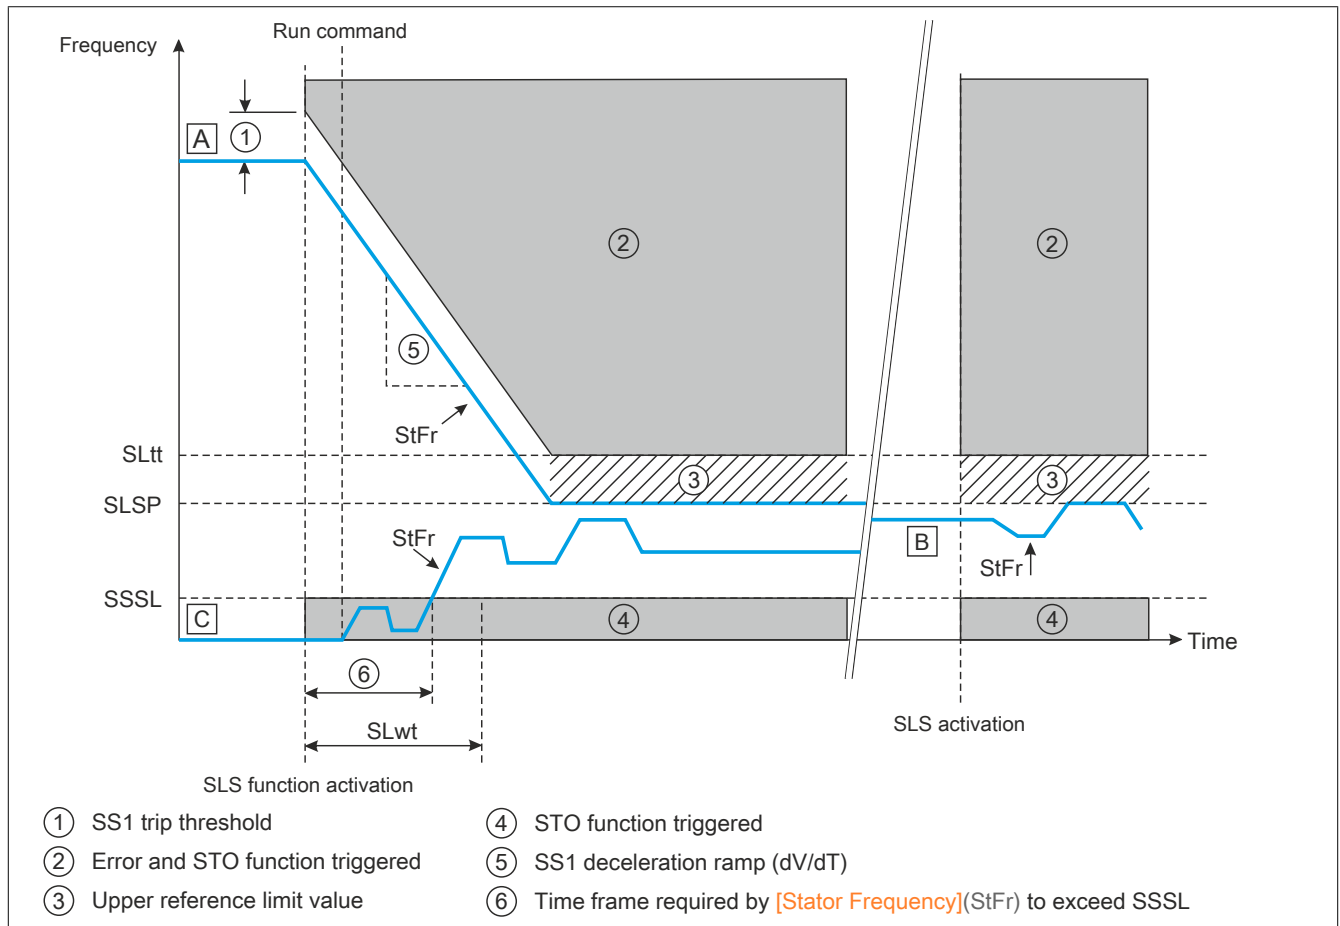 Run command
Frequency
A
1
2
2
5
StFr
SLtt
3
3
SLSP
StFr
B
StFr
SSSL
C
4
4
Time
6
SLwt
SLS activation
SLS function activation
1 SS1 trip threshold
4 STO function triggered
2 Error and STO function triggered
5 SS1 deceleration ramp (dV/dT)
3 Upper reference limit value
6 Time frame required by [Stator Frequency](StFr) to exceed SSSL